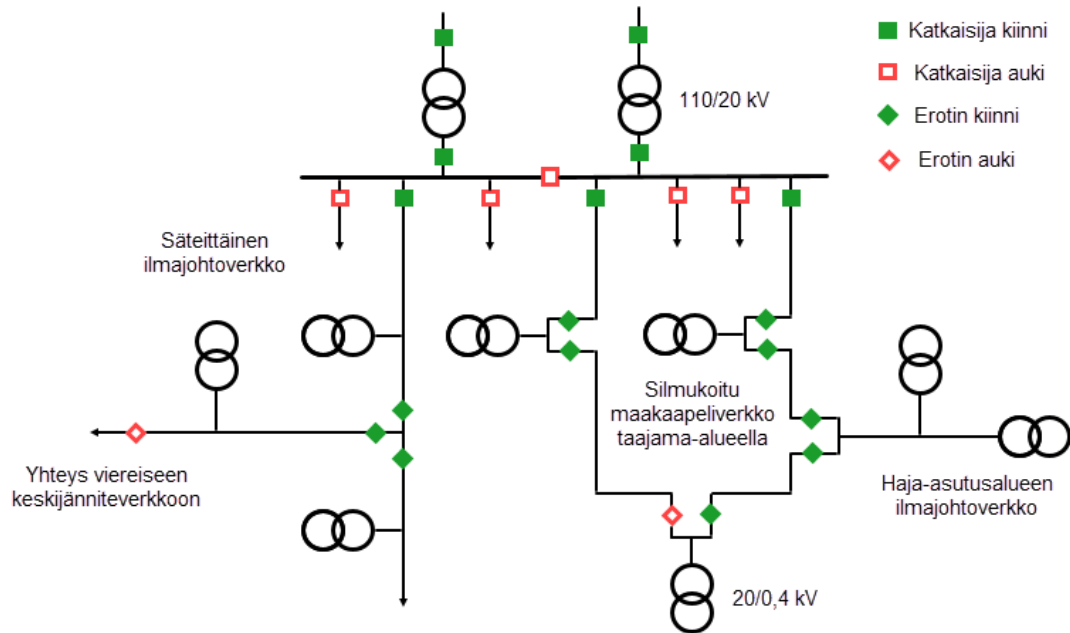 Katkaisija kiinni
Katkaisija auki
Erotin kiinni
Erotin auki
110/20 kV
Säteittäinen
ilmajohtoverkko
Silmukoitu
maakaapeliverkko
taajama-alueella
Yhteys viereiseen
keskijänniteverkkoon
Haja-asutusalueen
ilmajohtoverkko
20/0,4 kV